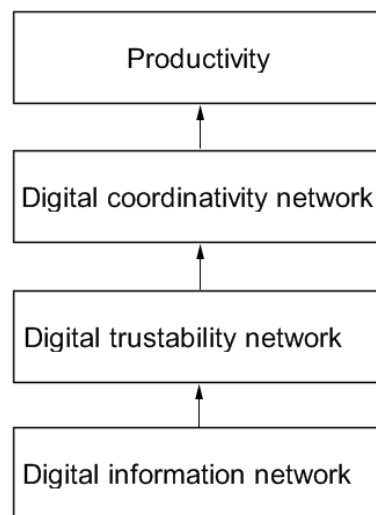 Productivity
Digital coordinativity network
Digital trustability network
Digital information network